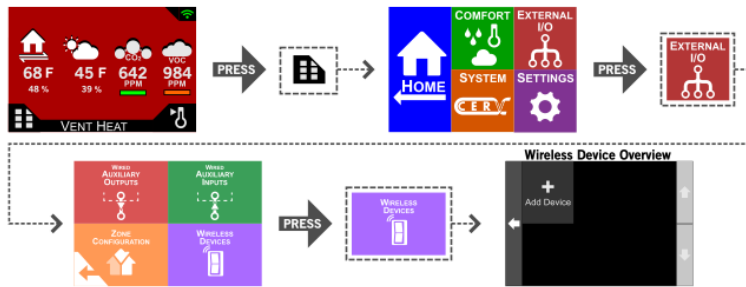 68 F
48 %
45 F
39 %
CO2
642
PPM
VOC
984
PPM
VENT HEAT
PRESS
HOME
COMFORT
EXTERNAL
I/O
SYSTEM
CERV
SETTINGS
PRESS
EXTERNAL
I/O
WIRED
AUXILIARY
OUTPUTS
WIRED
AUXILIARY
INPUTS
ZONE
CONFIGURATION
WIRELESS
DEVICES
PRESS
WIRELESS
DEVICES
Wireless Device Overview
+
Add Device